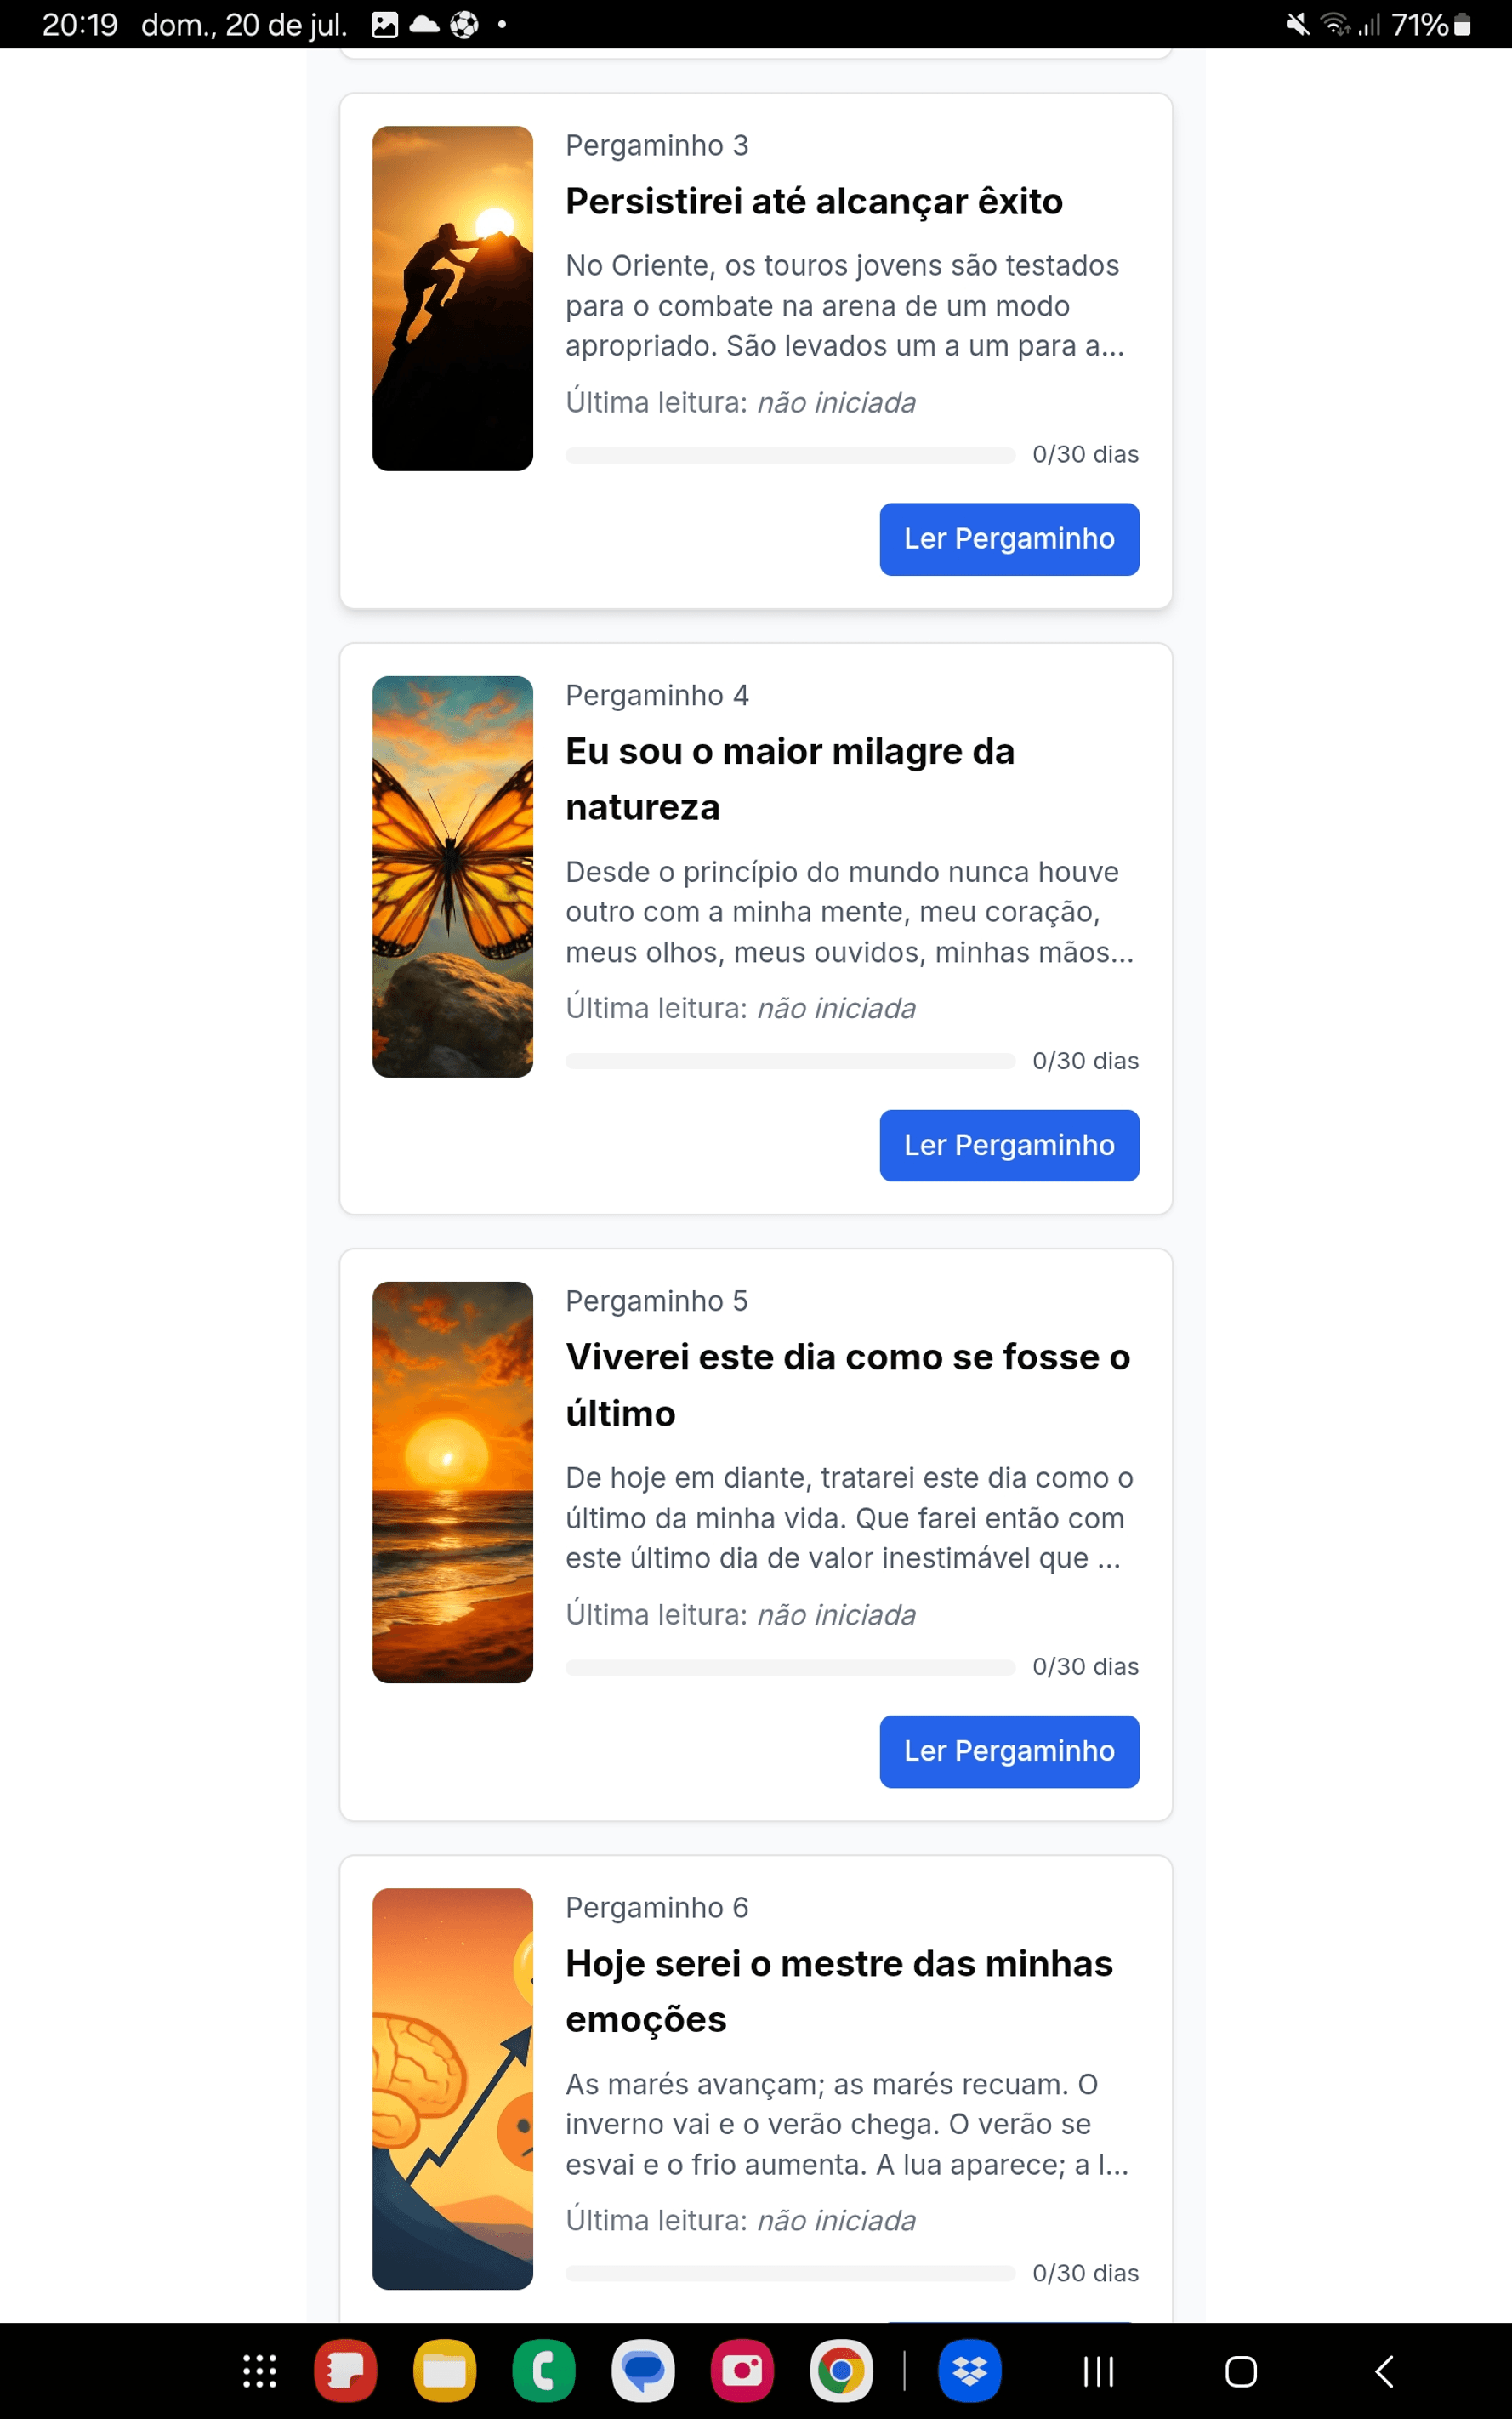 20:19 dom., 20 de jul.
71%
Pergaminho 3
Persistirei até alcançar êxito
No Oriente, os touros jovens são testados
para o combate na arena de um modo
apropriado. São levados um a um para a...
Última leitura: não iniciada
0/30 dias
Ler Pergaminho
Pergaminho 4
Eu sou o maior milagre da
natureza
Desde o princípio do mundo nunca houve
outro com a minha mente, meu coração,
meus olhos, meus ouvidos, minhas mãos...
Última leitura: não iniciada
0/30 dias
Ler Pergaminho
Pergaminho 5
Viverei este dia como se fosse o
último
De hoje em diante, tratarei este dia como o
último da minha vida. Que farei então com
este último dia de valor inestimável que ...
Última leitura: não iniciada
0/30 dias
Ler Pergaminho
Pergaminho 6
Hoje serei o mestre das minhas
emoções
As marés avançam; as marés recuam. O
inverno vai e o verão chega. O verão se
esvai e o frio aumenta. A lua aparece; a l...
Última leitura: não iniciada
0/30 dias